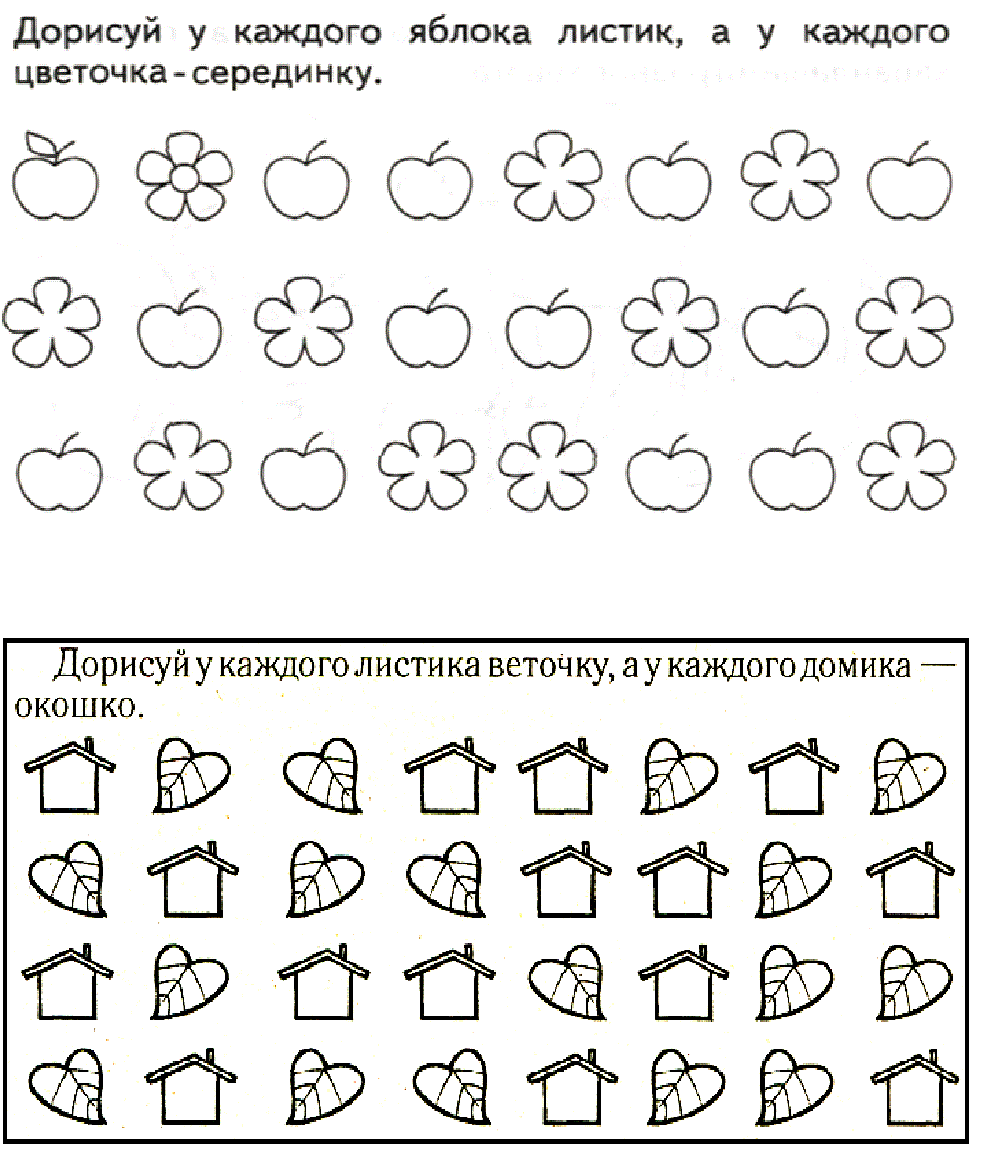 Дорисуй у каждого яблока листик, а у каждого
цветочка - серединку.
Дорисуй у каждого листика веточку, а у каждого домика —
окошко.